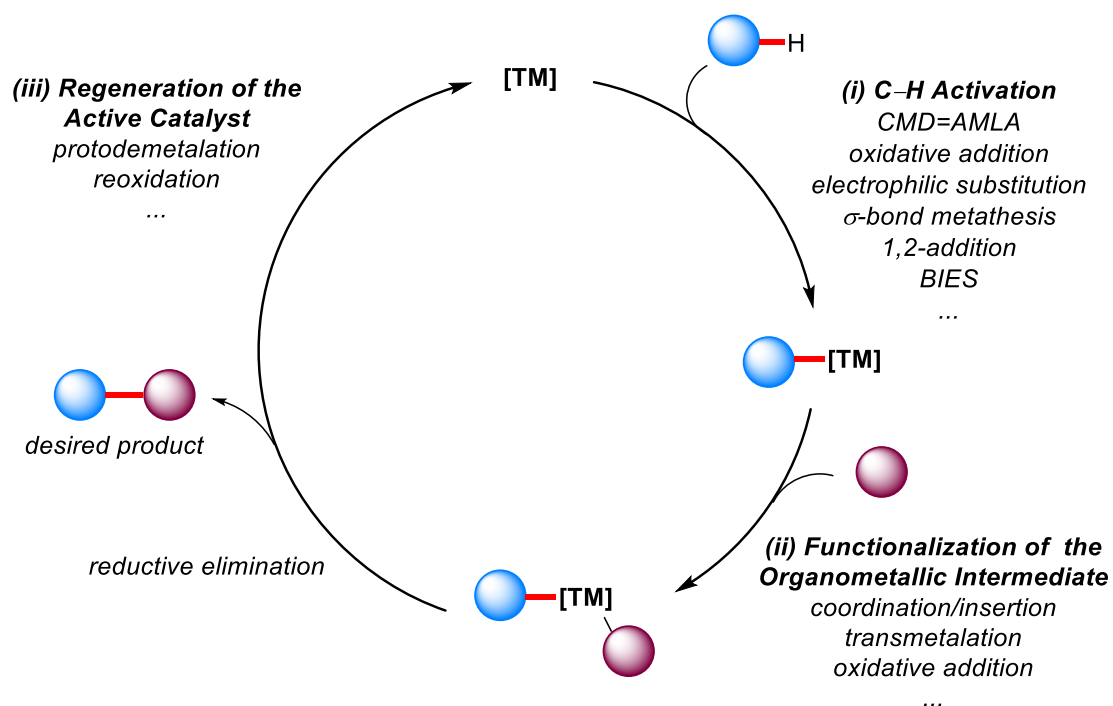 [TM]
H
(i) C–H Activation
CMD=AMLA
oxidative addition
electrophilic substitution
σ-bond metathesis
1,2-addition
BIES
...
[TM]
(ii) Functionalization of the
Organometallic Intermediate
coordination/insertion
transmetalation
oxidative addition
...
[TM]
reductive elimination
desired product
(iii) Regeneration of the
Active Catalyst
protodemetalation
reoxidation
...